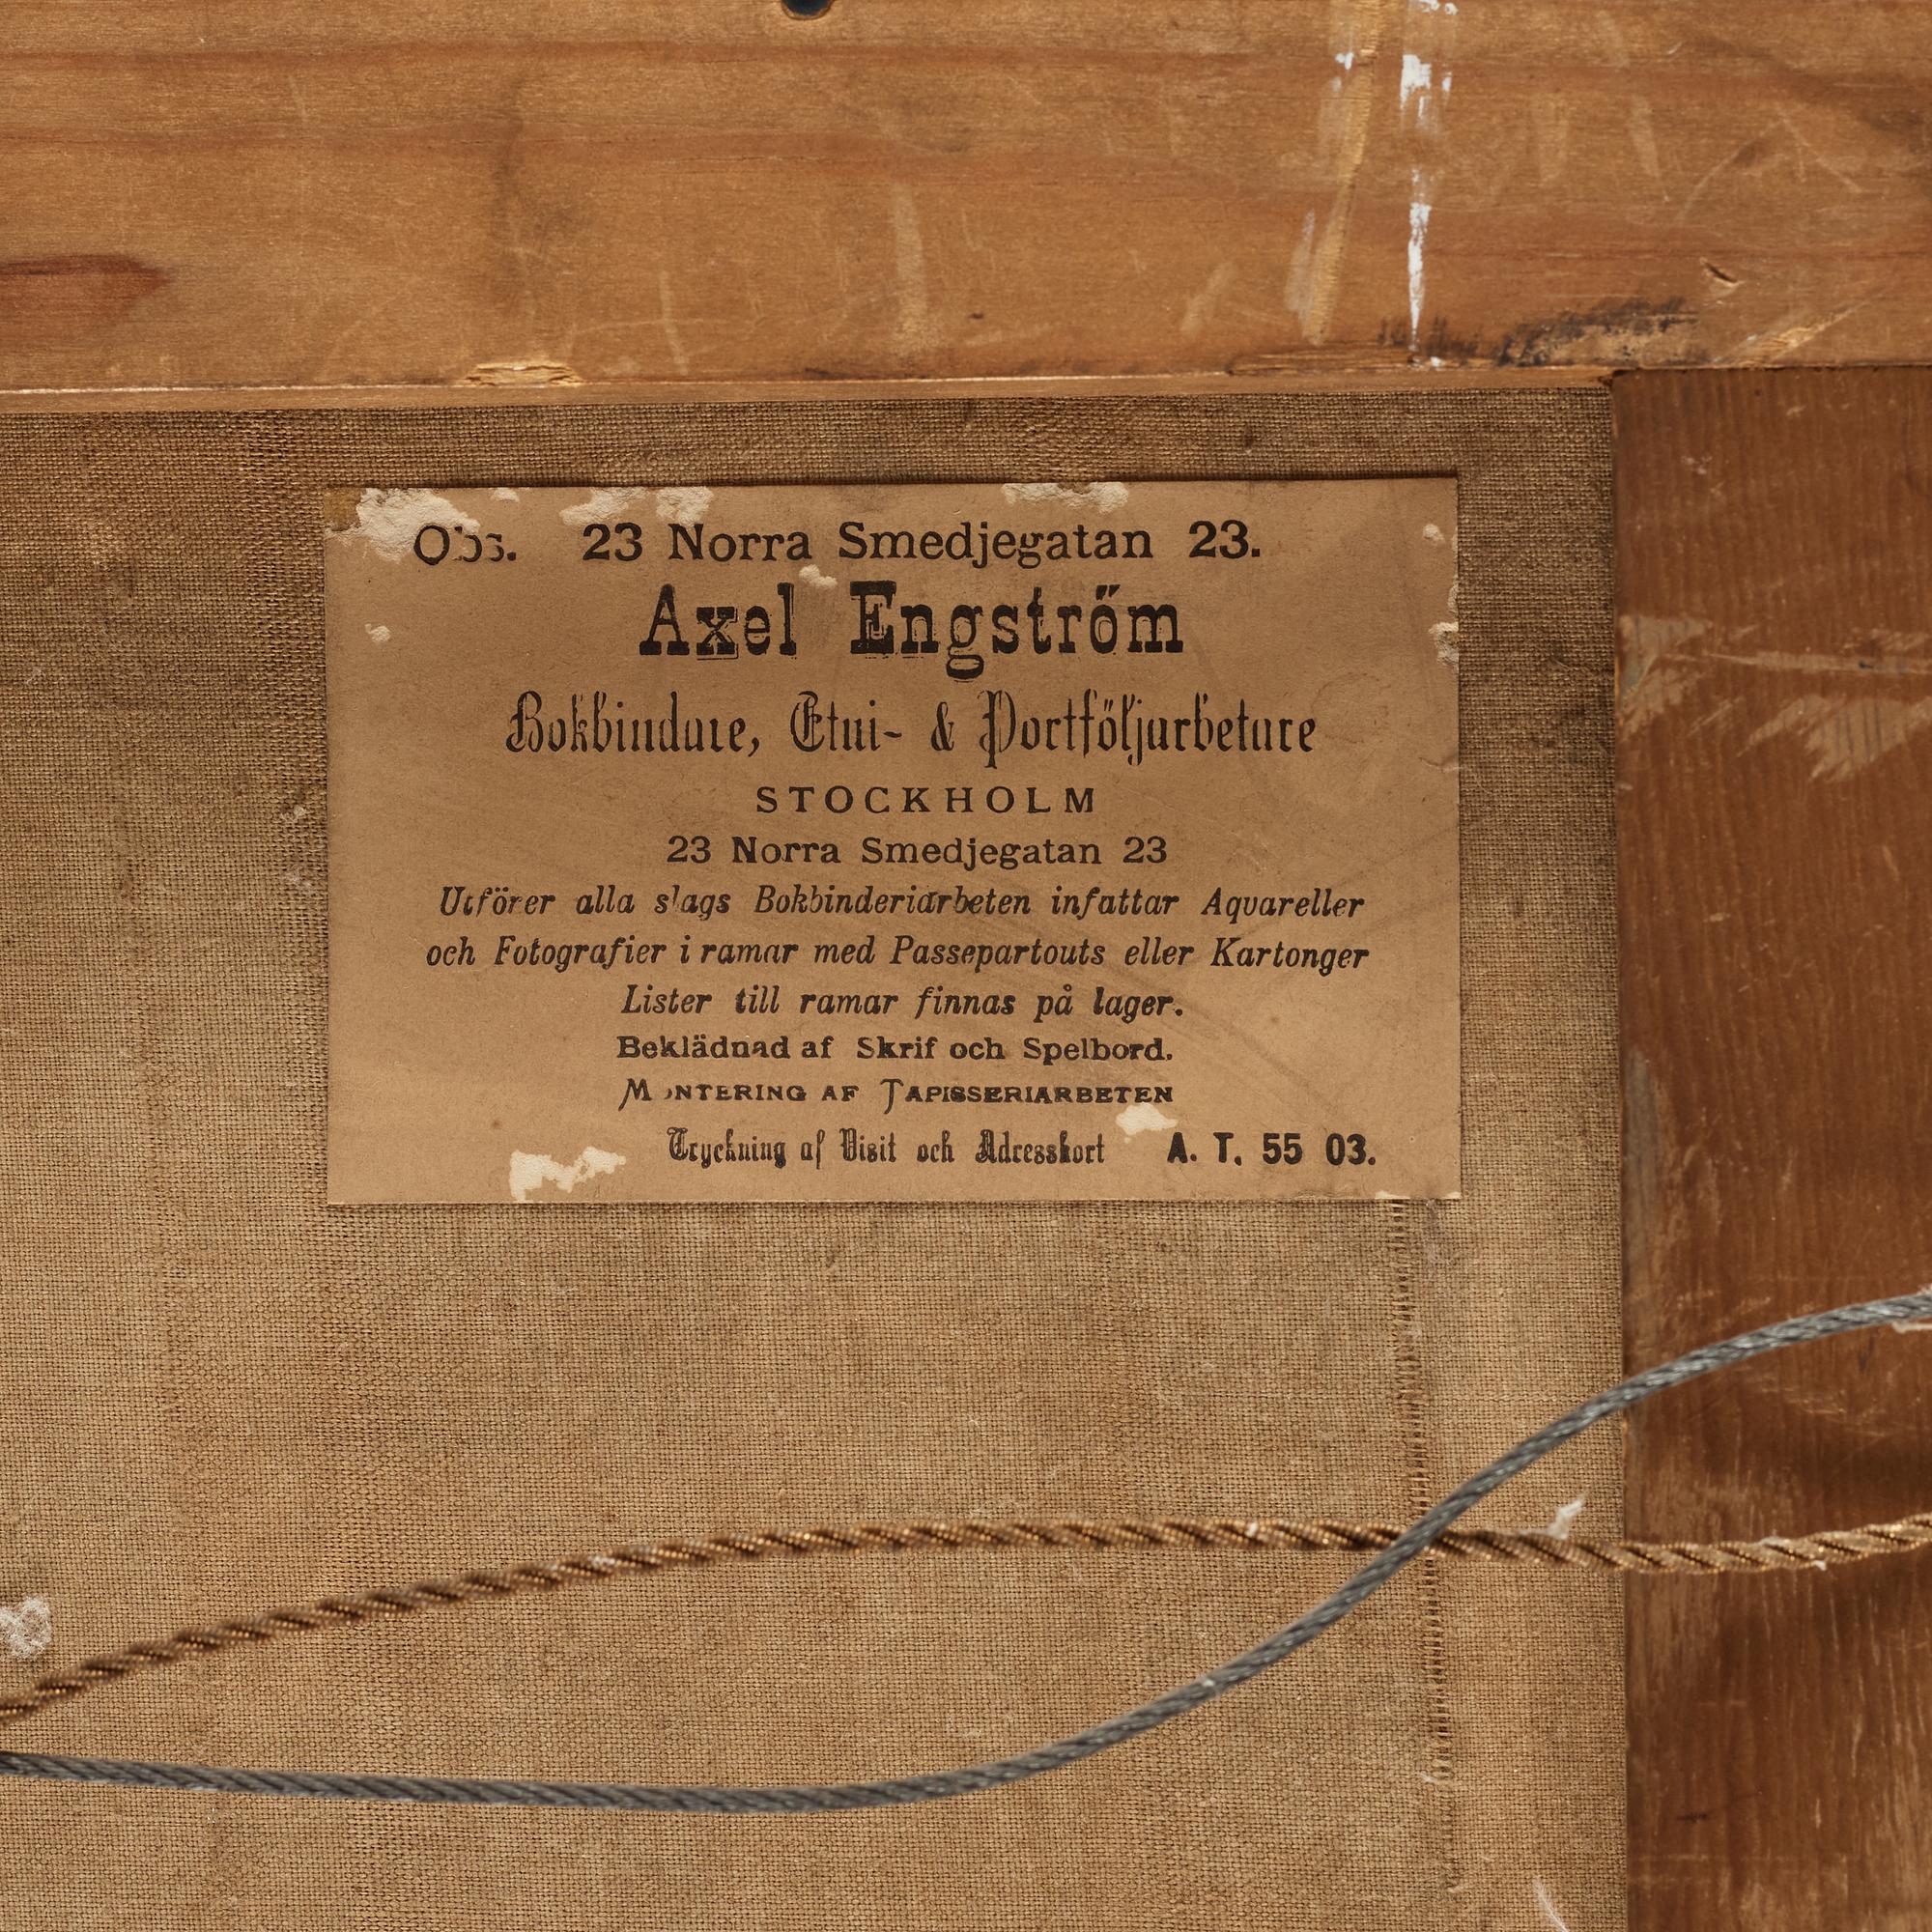 Obs. 23 Norra Smedjegatan 23.
Axel Engström
Bokbindare, Etui- & Portföljarbetare
STOCKHOLM
23 Norra Smedjegatan 23
Utförer alla slags Bokbinderiarbeten infattar Aqvareller
och Fotografier i ramar med Passepartouts eller Kartonger
Lister till ramar finnas på lager.
Beklädnad af Skrif och Spelbord.
MONTERING AF TAPISSERIARBETEN
Tryckning af Visit och Adresskort A. T. 55 03.